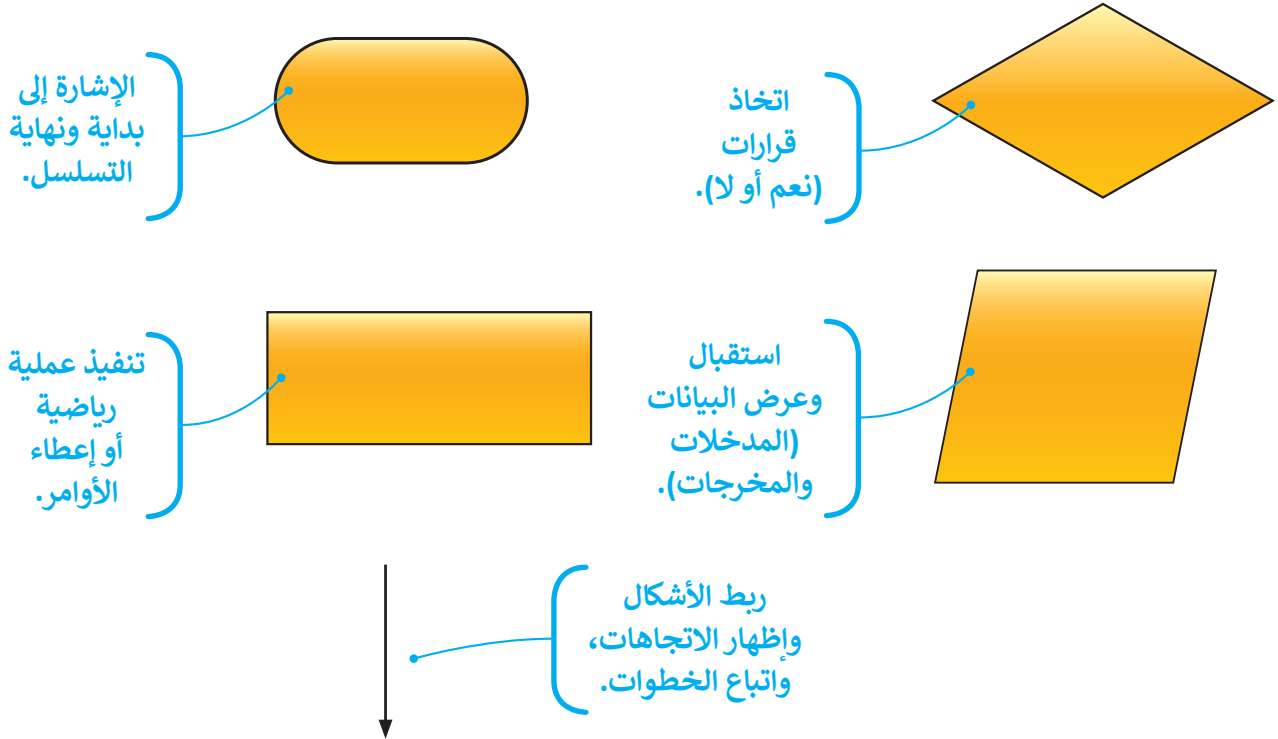 اتخاذ
قرارات
(نعم أو لا).
الإشارة إلى
بداية ونهاية
التسلسل.
استقبال
وعرض البيانات
(المدخلات
والمخرجات).
تنفيذ عملية
رياضية
أو إعطاء
الأوامر.
ربط الأشكال
وإظهار الاتجاهات،
واتباع الخطوات.